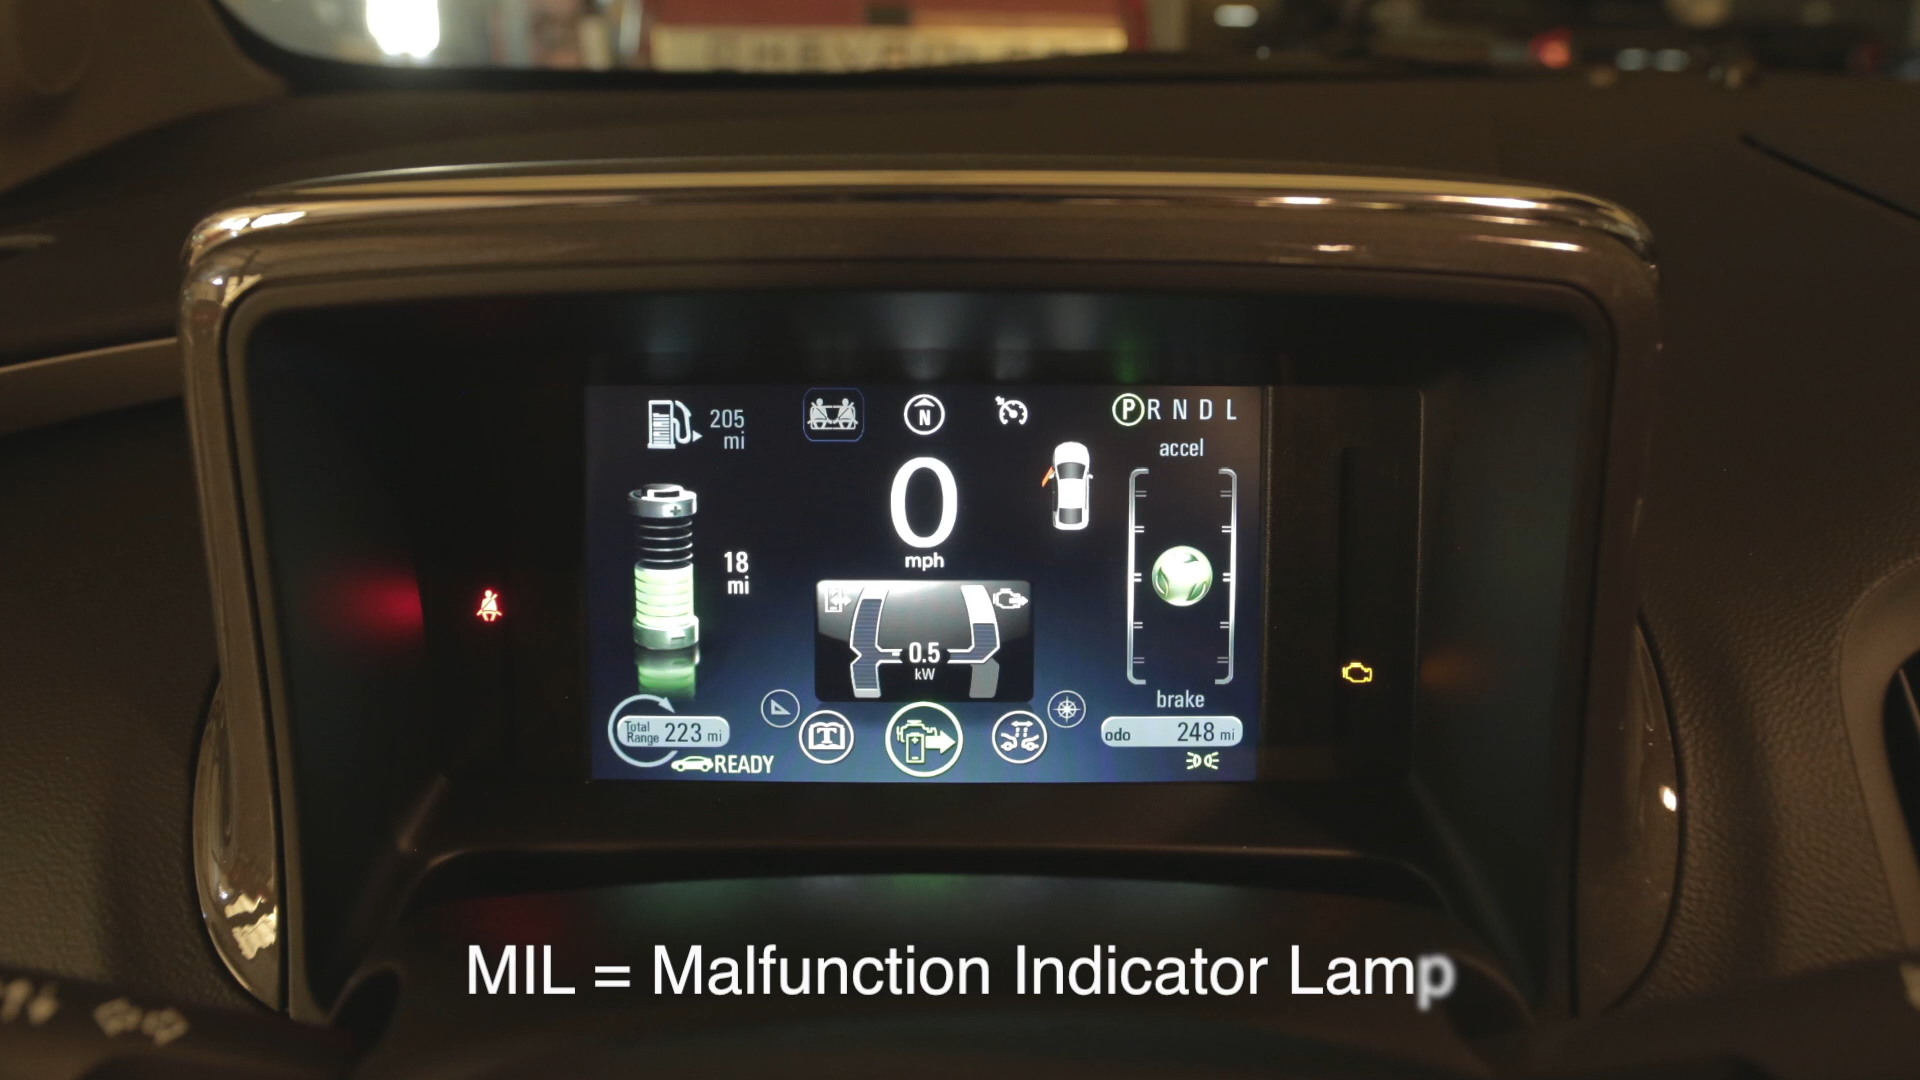 205
mi
N
P R N D L
accel
0
mph
18
mi
0.5
kW
brake
Total
Range 223 mi
odo 248 mi
READY
MIL = Malfunction Indicator Lamp